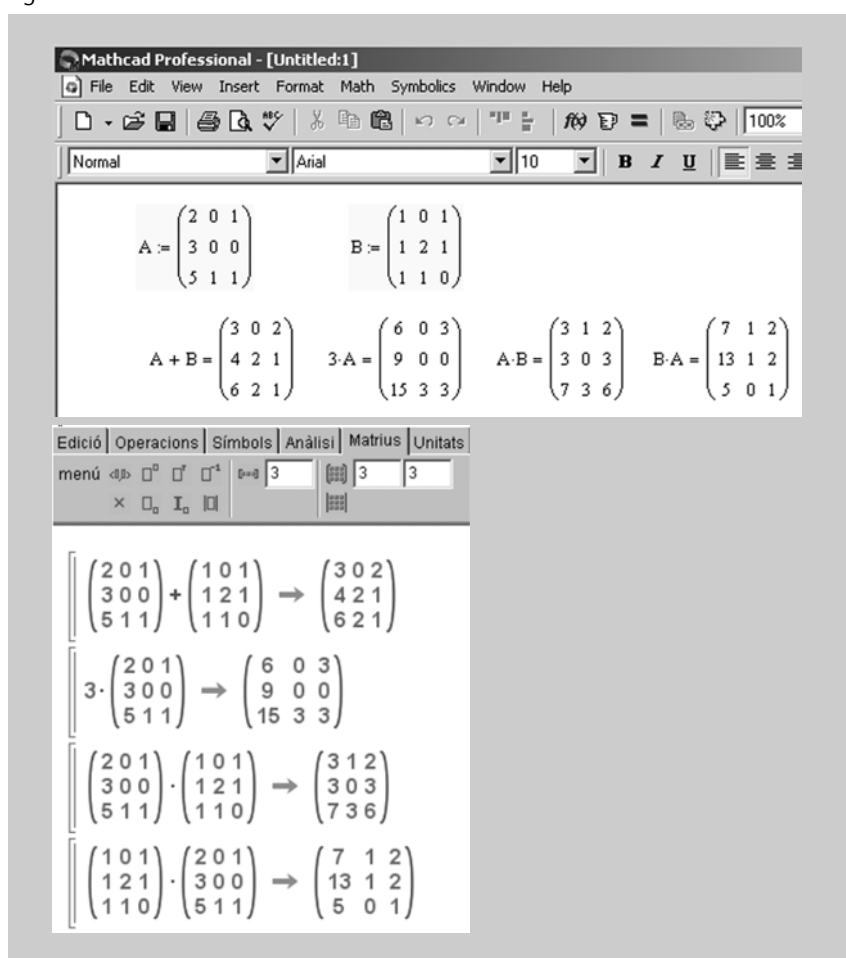 Mathcad Professional - [Untitled:1]
File Edit View Insert Format Math Symbolics Window Help
100%
Normal Arial 10 B I U
2 0 1 1 0 1
A := 3 0 0 B := 1 2 1
5 1 1 1 1 0
3 0 2 6 0 3 3 1 2 7 1 2
A + B = 4 2 1 3·A = 9 0 0 A·B = 3 0 3 B·A = 13 1 2
6 2 1 15 3 3 7 3 6 5 0 1
Edició Operacions Símbols Anàlisi Matrius Unitats
menú 3 3 3
2 0 1 1 0 1 3 0 2
3 0 0 + 1 2 1 → 4 2 1
5 1 1 1 1 0 6 2 1
2 0 1 6 0 3
3· 3 0 0 → 9 0 0
5 1 1 15 3 3
2 0 1 1 0 1 3 1 2
3 0 0 · 1 2 1 → 3 0 3
5 1 1 1 1 0 7 3 6
1 0 1 2 0 1 7 1 2
1 2 1 · 3 0 0 → 13 1 2
1 1 0 5 1 1 5 0 1